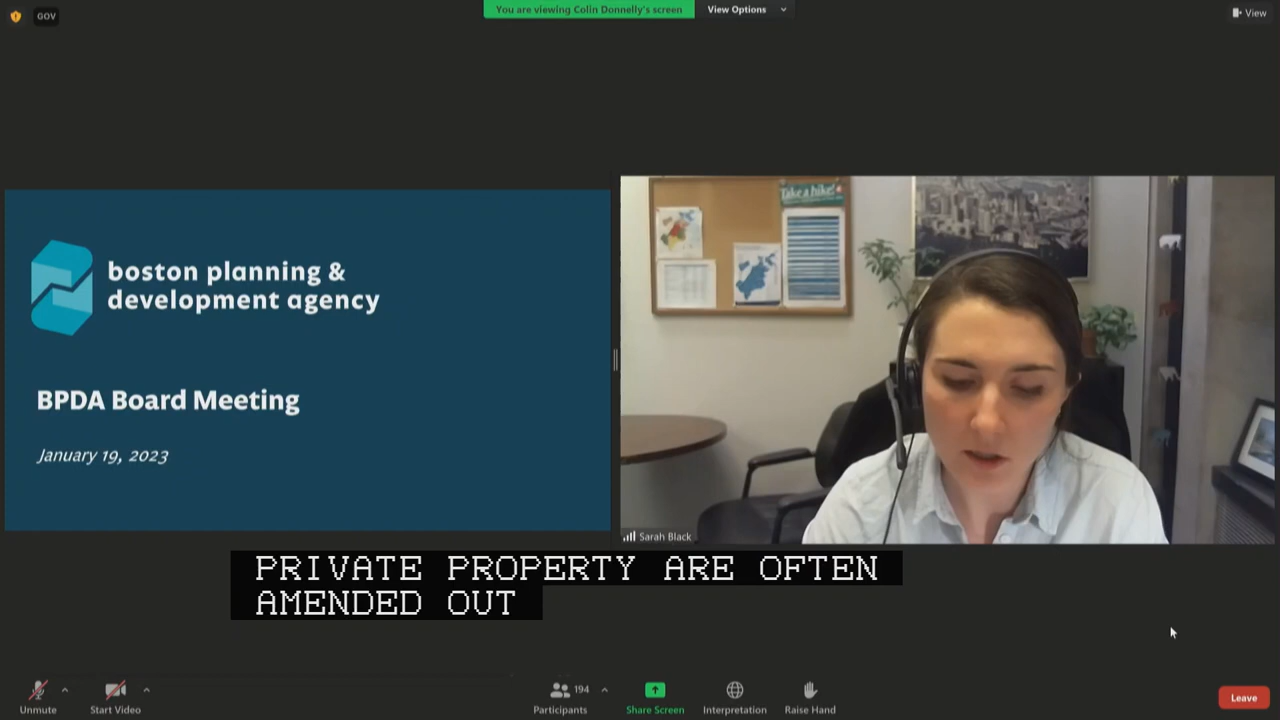 GOV
You are viewing Colin Donnelly's screen
View Options
View
boston planning &
development agency
BPDA Board Meeting
January 19, 2023
Take a hike!
Sarah Black
PRIVATE PROPERTY ARE OFTEN
AMENDED OUT
Unmute
Start Video
194
Participants
Share Screen
Interpretation
Raise Hand
Leave